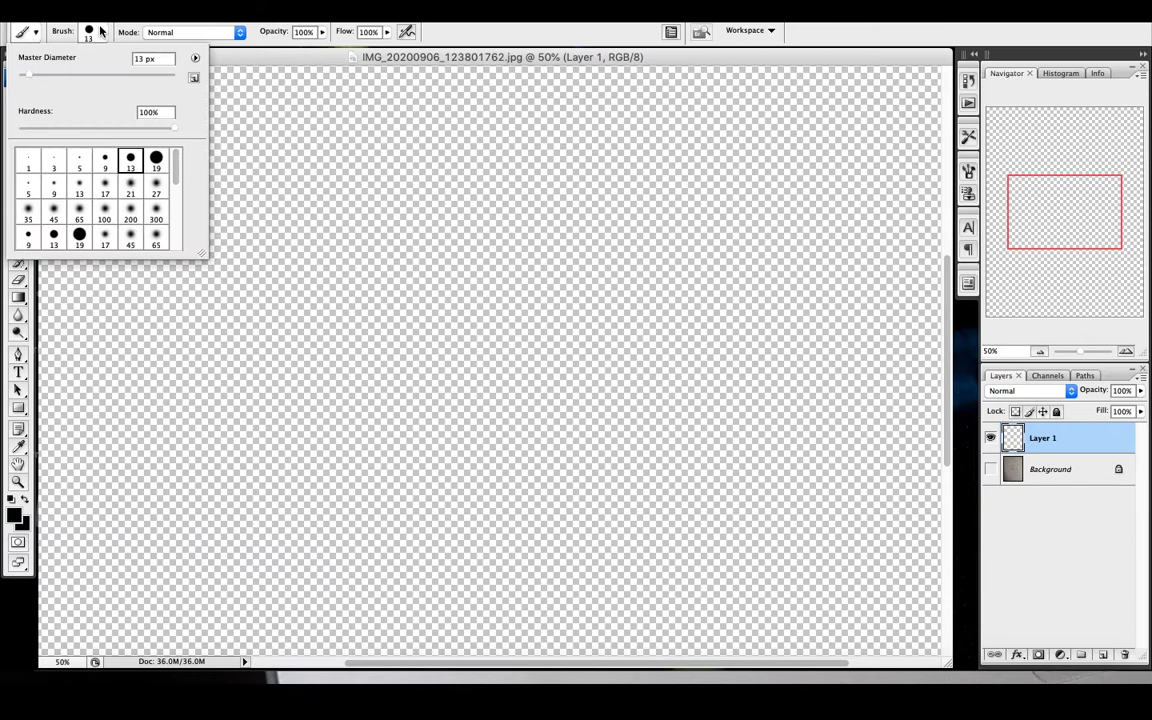 Brush: 13 Mode: Normal Opacity: 100% Flow: 100% Workspace
IMG_20200906_123801762.jpg @ 50% (Layer 1, RGB/8)
Master Diameter 13 px
Hardness: 100%
1 3 5 9 13 19
5 9 13 17 21 27
35 45 65 100 200 300
9 13 19 17 45 65
T
50% Doc: 36.0M/36.0M
A
Navigator Histogram Info
50%
Layers Channels Paths
Normal Opacity: 100%
Lock: Fill: 100%
Layer 1
Background
fx